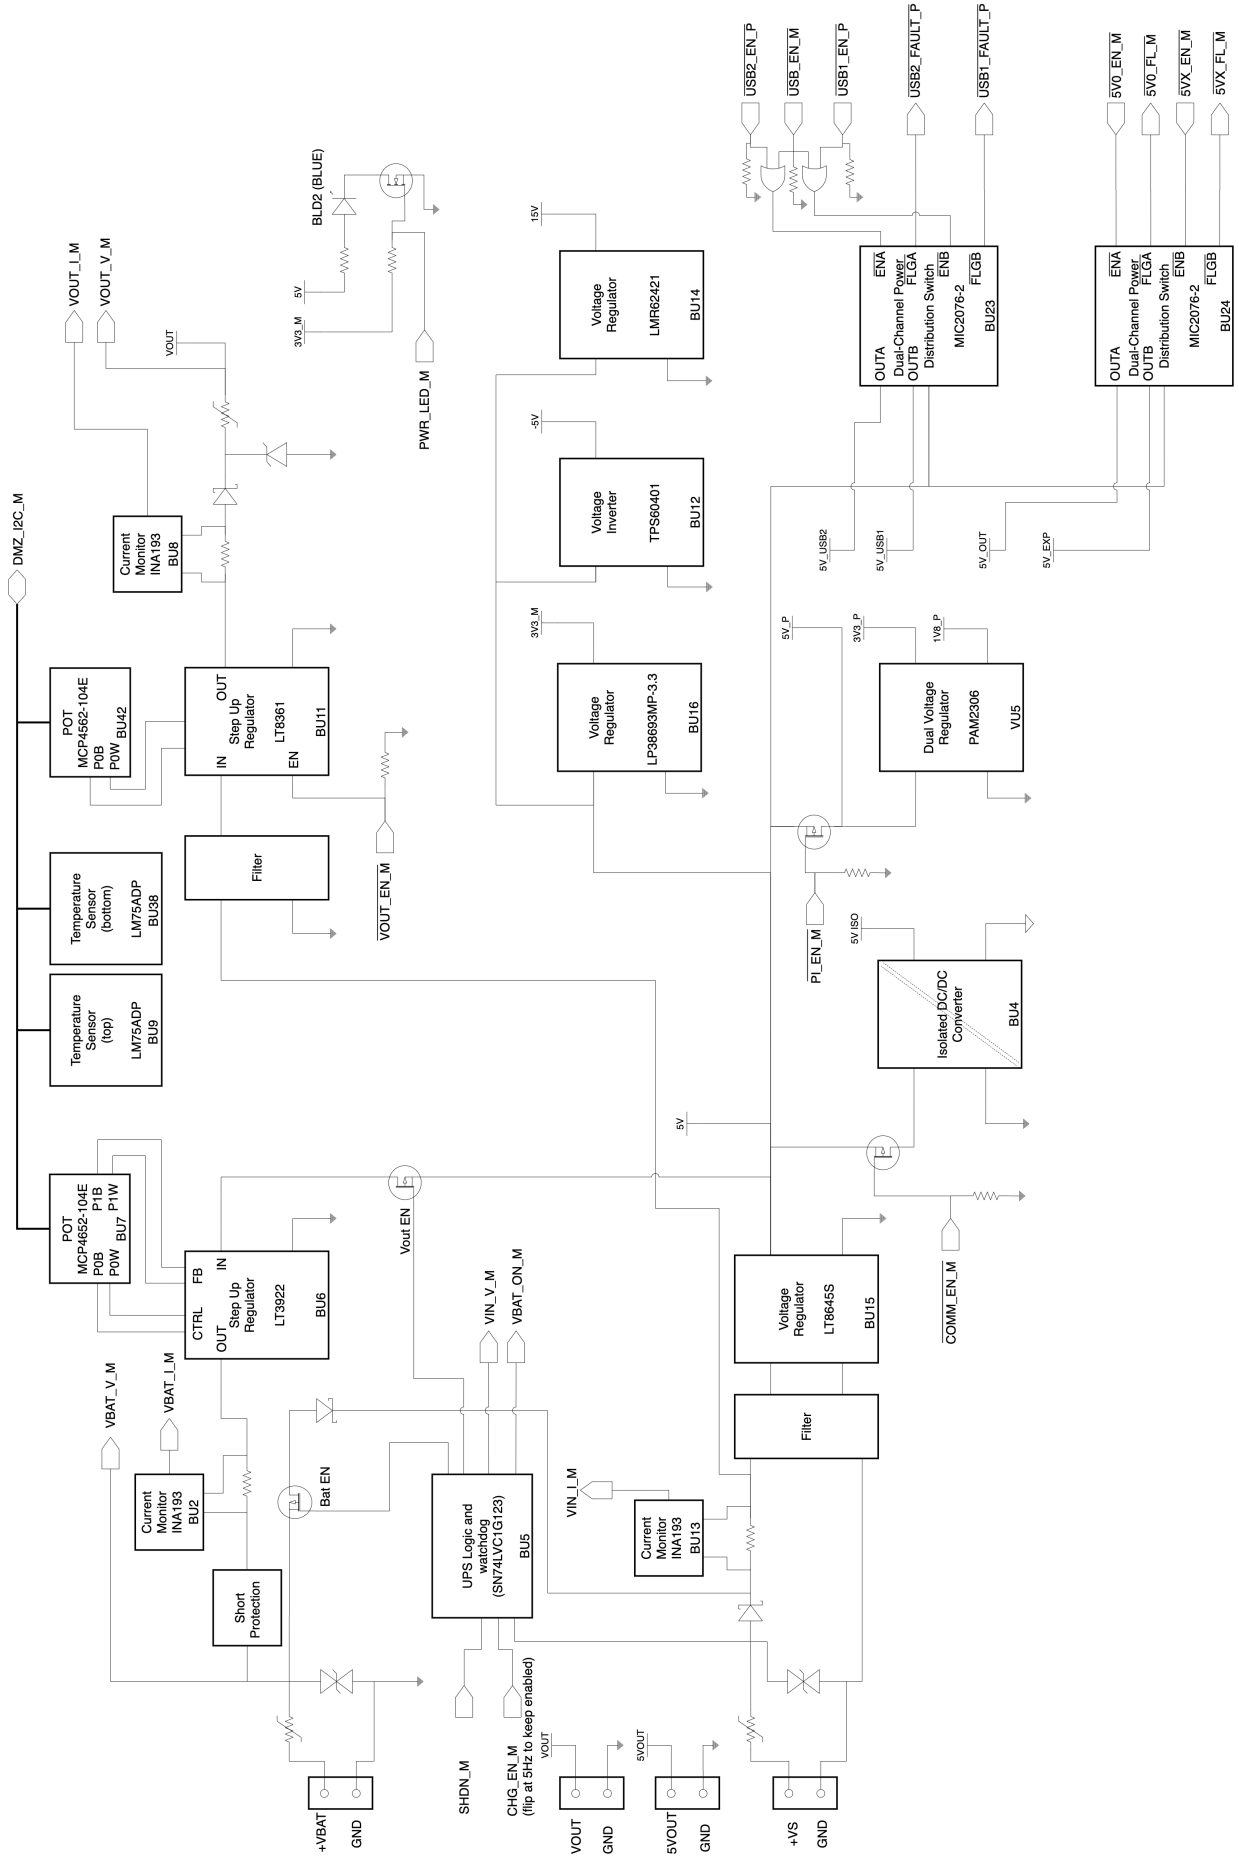 +VBAT
GND
VBAT_V_M
VBAT_I_M
Current
Monitor
INA193
BU2
Short
Protection
POT
MCP4652-104E
P0B
P1B
P0W
P1W
BU7
CTRL
FB
OUT
IN
Step Up
Regulator
LT3922
BU6
Vout EN
Bat EN
UPS Logic and
watchdog
(SN74LVC1G123)
BU5
VIN_V_M
VBAT_ON_M
SHDN_M
CHG_EN_M
(flip at 5Hz to keep enabled)
VOUT
VOUT
GND
5VOUT
5VOUT
GND
+VS
GND
VIN_I_M
Current
Monitor
INA193
BU13
Filter
Voltage
Regulator
LT8645S
BU15
COMM_EN_M
5V
Isolated DC/DC
Converter
BU4
5V ISO
PI_EN_M
Temperature
Sensor
(top)
LM75ADP
BU9
Temperature
Sensor
(bottom)
LM75ADP
BU38
POT
MCP4562-104E
P0B
P0W
BU42
DMZ_I2C_M
Filter
VOUT_EN_M
IN
OUT
Step Up
Regulator
LT8361
EN
BU11
Current
Monitor
INA193
BU8
VOUT_I_M
VOUT_V_M
VOUT
5V
3V3_M
BLD2 (BLUE)
PWR_LED_M
Voltage
Regulator
LP38693MP-3.3
BU16
3V3_M
Voltage
Inverter
TPS60401
BU12
-5V
Voltage
Regulator
LMR62421
BU14
15V
5V_P
3V3_P
1V8_P
Dual Voltage
Regulator
PAM2306
VU5
5V_USB2
5V_USB1
5V_OUT
5V_EXP
OUTA
ENA
Dual-Channel Power
OUTB
FLGA
Distribution Switch
ENB
MIC2076-2
FLGB
BU23
USB2_EN_P
USB_EN_M
USB1_EN_P
USB2_FAULT_P
USB1_FAULT_P
OUTA
ENA
Dual-Channel Power
OUTB
FLGA
Distribution Switch
ENB
MIC2076-2
FLGB
BU24
5V0_EN_M
5V0_FL_M
5VX_EN_M
5VX_FL_M